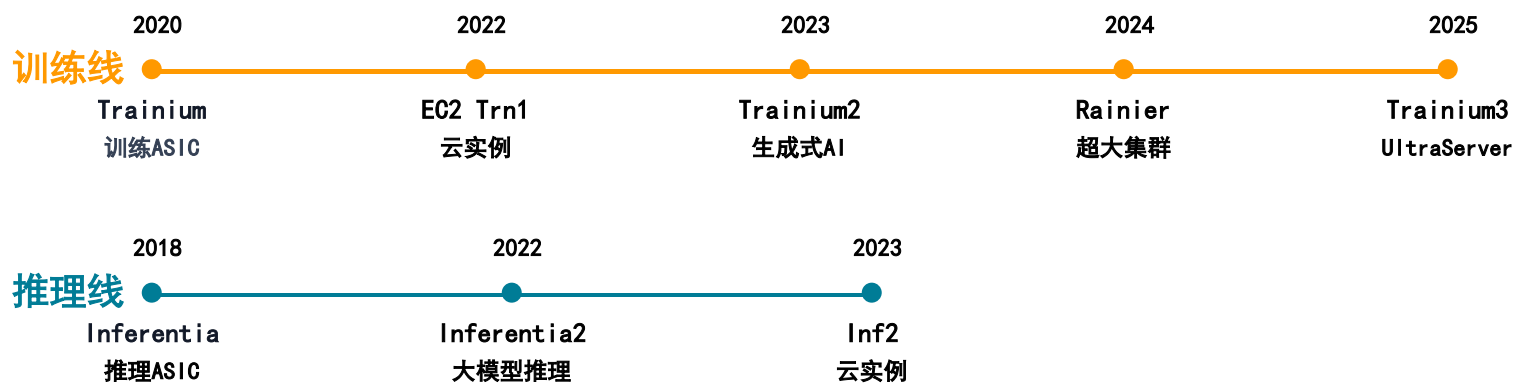 2020 2022 2023 2024 2025
训练线
Trainium EC2 Trn1 Trainium2 Rainier Trainium3
训练ASIC 云实例 生成式AI 超大集群 UltraServer
2018 2022 2023
推理线
Inferentia Inferentia2 Inf2
推理ASIC 大模型推理 云实例